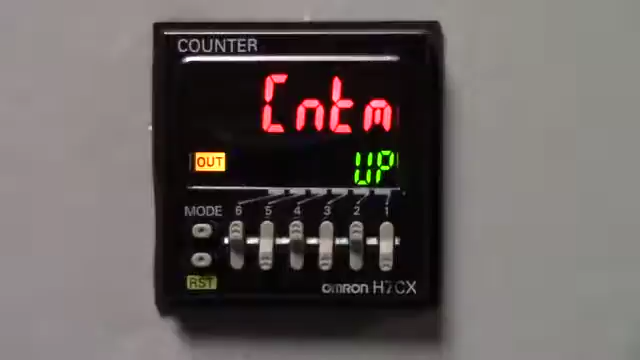 COUNTER
Cntm
OUT
UP
MODE 6 5 4 3 2 1
RST
omron H7CX